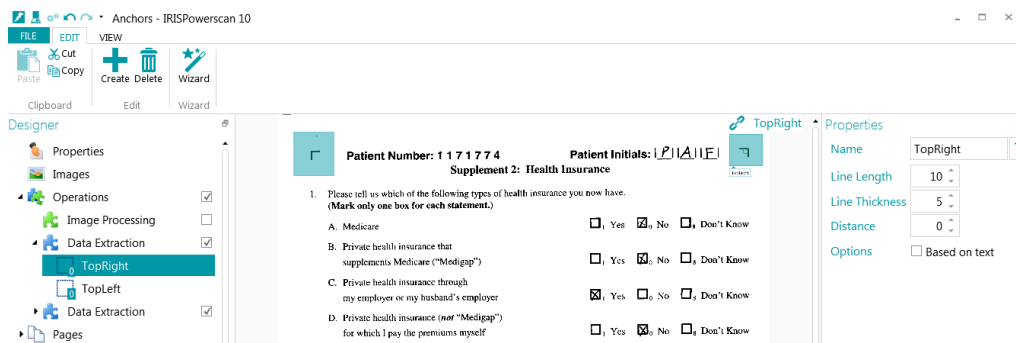 Anchors - IRISPowerscan 10
FILE EDIT VIEW
Paste Cut Copy Create Delete Wizard
Clipboard Edit Wizard
Designer
Properties
Images
Operations
Image Processing
Data Extraction
TopRight
TopLeft
Data Extraction
Pages
TopRight
Patient Number: 1 1 7 1 7 7 4 Patient Initials: |P||A||F|
Supplement 2: Health Insurance
1. Please tell us which of the following types of health insurance you now have.
(Mark only one box for each statement.)
A. Medicare 1 Yes 0 No 8 Don't Know
B. Private health insurance that
supplements Medicare ("Medigap") 1 Yes 0 No 8 Don't Know
C. Private health insurance through
my employer or my husband's employer 1 Yes 0 No 8 Don't Know
D. Private health insurance (not "Medigap")
for which I pay the premiums myself 1 Yes 0 No 8 Don't Know
Properties
Name TopRight
Line Length 10
Line Thickness 5
Distance 0
Options Based on text